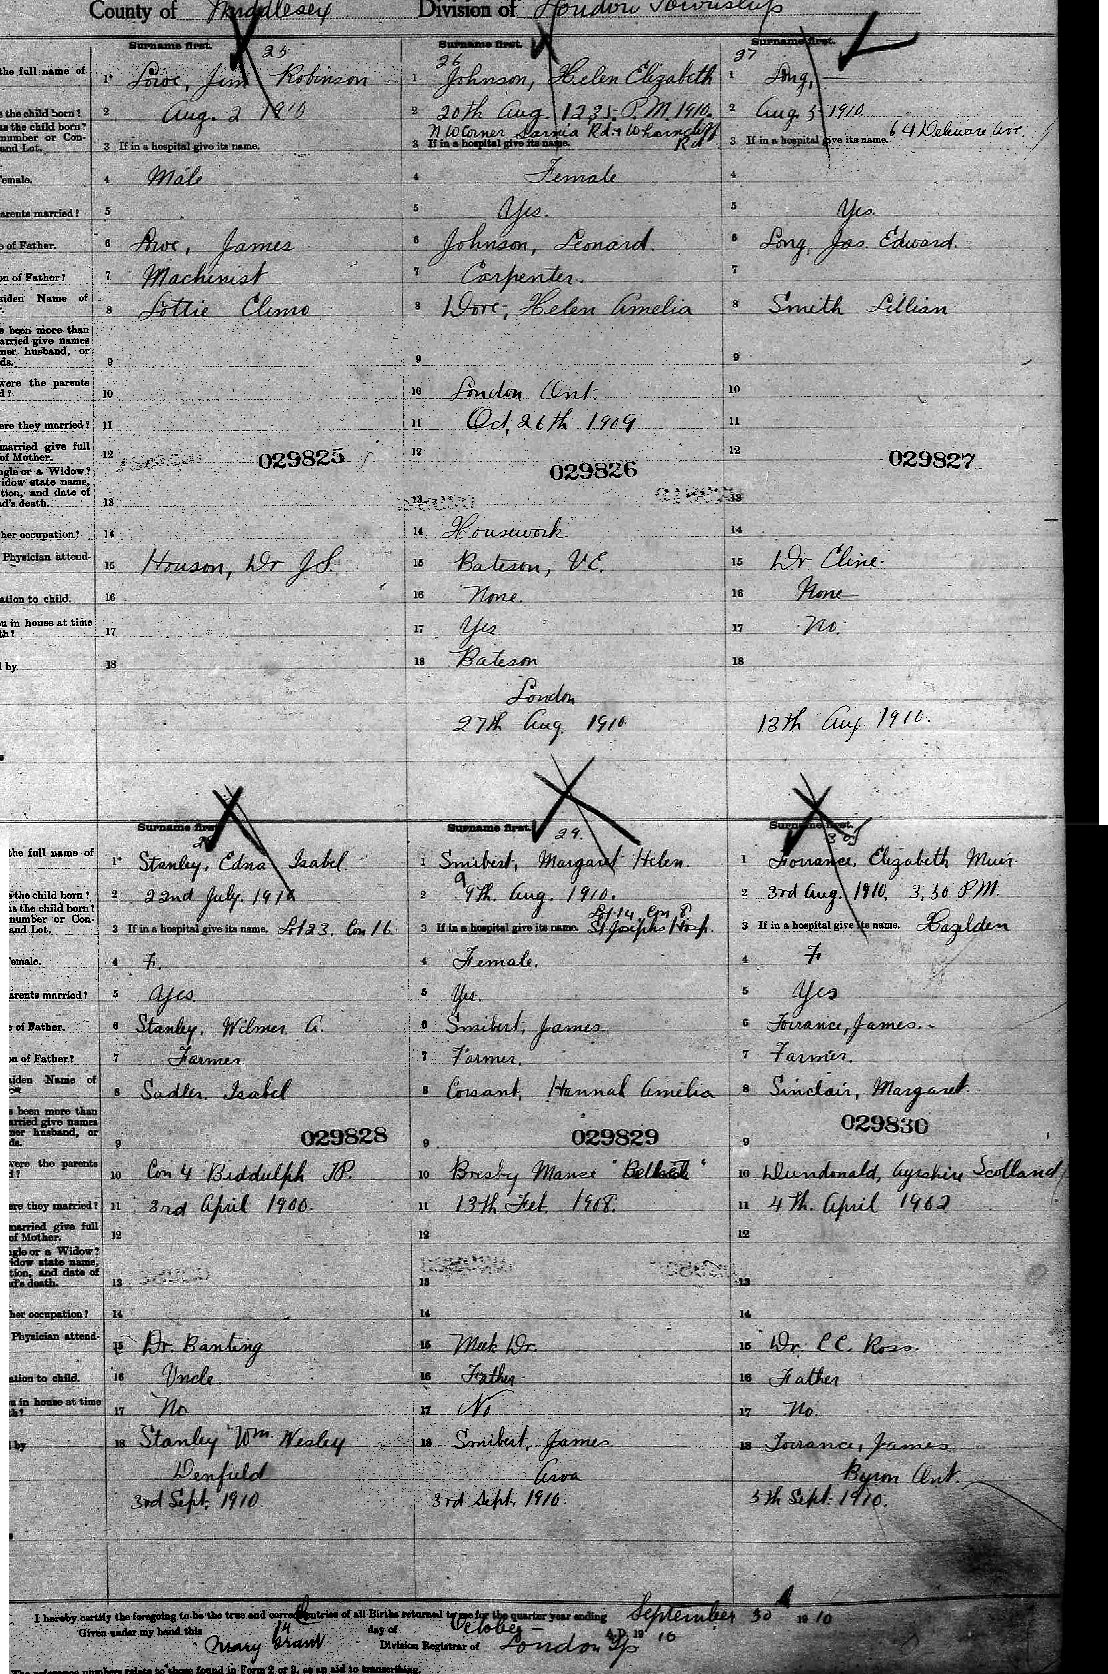 County of Middlesex Division of London Township
Surname first. Surname first. Surname first.
25 26 27
the full name of 1 Lowe, Jim Robinson 1 Johnson, Helen Elizabeth 1 Long,
the child born? 2 Aug. 2 1910 2 20th Aug 12.35 P.M. 1910. 2 Aug 5 1910
as the child born? N W Corner Sarnia Rd & Wharncliff Rd 64 Delaware Ave.
number or Con-
and Lot. 3 If in a hospital give its name. 3 If in a hospital give its name. 3 If in a hospital give its name.
Female. 4 Male 4 Female 4
arents married? 5 5 Yes. 5 Yes.
of Father. 6 Lowe, James 6 Johnson, Leonard. 6 Long, Jas. Edward.
on of Father? 7 Machinist 7 Carpenter. 7
aiden Name of 8 Lottie Climo 8 Dove, Helen Amelia 8 Smith Lillian
been more than
arried give names
ner husband, or
ds. 9 9 9
were the parents
d? 10 10 London Ont. 10
ere they married? 11 11 Oct. 26th 1909 11
married give full
of Mother. 12 029825 12 029826 12 029827
ngle or a Widow?
idow state name,
tion, and date of
nd's death. 13 13 13
her occupation? 14 14 Housework 14
Physician attend- 15 Houson, Dr J.S. 15 Bateson, V.E. 15 Dr Cline.
ation to child. 16 16 None. 16 None
u in house at time
th? 17 17 Yes 17 No.
by 18 18 Bateson 18
London
27th Aug. 1910 13th Aug 1910.
Surname first. Surname first. Surname first.
29. 30
the full name of 1 Stanley, Edna Isabel 1 Smibert, Margaret Helen. 1 Torrance, Elizabeth Muir
the child born? 2 22nd July. 1910 2 9th. Aug. 1910. 2 3rd Aug. 1910. 3.30 P.M.
as the child born? Lot 14 Con 8
number or Con-
and Lot. 3 If in a hospital give its name. Lot 23, Con 16 3 If in a hospital give its name. St Josephs Hosp. 3 If in a hospital give its name. Hazelden
Female. 4 F. 4 Female. 4 F
arents married? 5 Yes 5 Yes. 5 Yes
of Father. 6 Stanley, Wilmer A. 6 Smibert, James 6 Torrance, James.
on of Father? 7 Farmer 7 Farmer. 7 Farmer.
aiden Name of 8 Sadler, Isabel 8 Corsant, Hannah Amelia 8 Sinclair, Margaret
been more than
arried give names
ner husband, or
ds. 9 029828 9 029829 9 029830
were the parents
d? 10 Con 4 Biddulph TP. 10 Manse 10 Dundonald, Ayrshire Scotland
ere they married? 11 3rd April 1900. 11 13th Feb. 1908. 11 4th. April 1902
married give full
of Mother. 12 12 12
ngle or a Widow?
idow state name,
tion, and date of
nd's death. 13 13 13
her occupation? 14 14 14
Physician attend- 15 Dr. Banting 15 Meek Dr. 15 Dr. C.C. Ross
ation to child. 16 Uncle 16 Father 16 Father
u in house at time
th? 17 No 17 No 17 No.
by 18 Stanley Wm. Wesley 18 Smibert, James 18 Torrance, James
Denfield Arva Byron Ont.
3rd Sept. 1910 3rd Sept. 1910. 5th Sept. 1910.
I hereby certify the foregoing to be the true and correct entries of all Births returned to me for the quarter year ending September 30 1910
Given under my hand this 14 day of October A.D. 1910
Mary Grant Division Registrar of London Tp
The reference numbers relate to those found in Form 2 or 3, as an aid to transcribing.